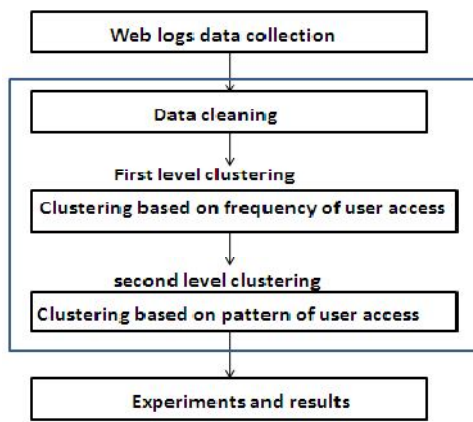 Web logs data collection
Data cleaning
First level clustering
Clustering based on frequency of user access
second level clustering
Clustering based on pattern of user access
Experiments and results